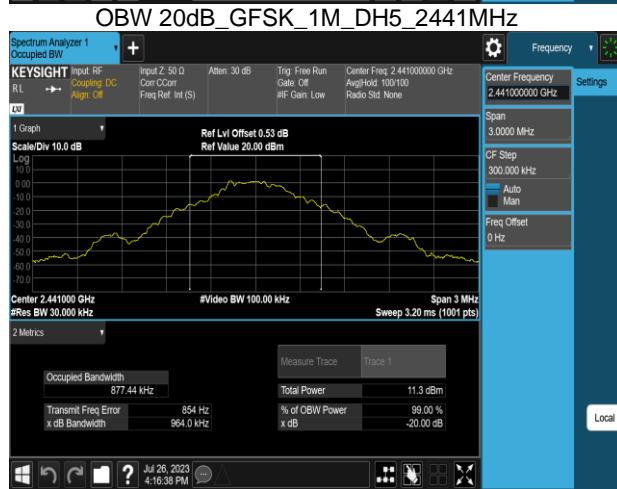 OBW 20dB_GFSK_1M_DH5_2441MHz
Spectrum Analyzer 1
Occupied BW
Frequency
KEYSIGHT
RL
LXI
Input: RF
Coupling: DC
Align: Off
Input Z: 50 Ω
Corr CCorr
Freq Ref: Int (S)
Atten: 30 dB
Trig: Free Run
Gate: Off
#IF Gain: Low
Center Freq: 2.441000000 GHz
Avg|Hold: 100/100
Radio Std: None
Center Frequency
2.441000000 GHz
Settings
Span
3.0000 MHz
CF Step
300.000 kHz
Auto
Man
Freq Offset
0 Hz
1 Graph
Scale/Div 10.0 dB
Ref Lvl Offset 0.53 dB
Ref Value 20.00 dBm
Log
10.0
0.00
-10.0
-20.0
-30.0
-40.0
-50.0
-60.0
-70.0
Center 2.441000 GHz
#Video BW 100.00 kHz
Span 3 MHz
#Res BW 30.000 kHz
Sweep 3.20 ms (1001 pts)
2 Metrics
Measure Trace
Trace 1
Occupied Bandwidth
877.44 kHz
Total Power
11.3 dBm
Transmit Freq Error
854 Hz
% of OBW Power
99.00 %
x dB Bandwidth
964.0 kHz
x dB
-20.00 dB
Local
?
Jul 26, 2023
4:16:38 PM